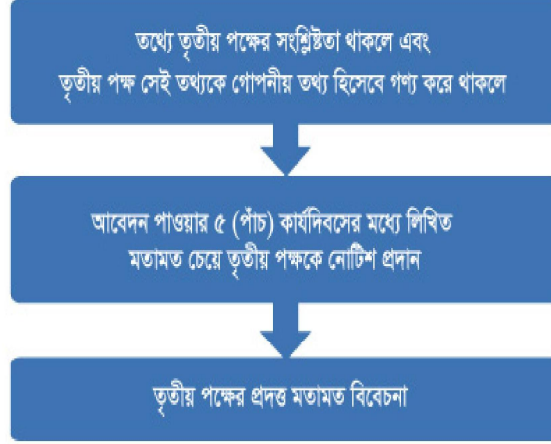 তথ্যে তৃতীয় পক্ষের সংশ্লিষ্টতা থাকলে এবং
তৃতীয় পক্ষ সেই তথ্যকে গোপনীয় তথ্য হিসেবে গণ্য করে থাকলে
আবেদন পাওয়ার ৫ (পাঁচ) কার্যদিবসের মধ্যে লিখিত
মতামত চেয়ে তৃতীয় পক্ষকে নোটিশ প্রদান
তৃতীয় পক্ষের প্রদত্ত মতামত বিবেচনা